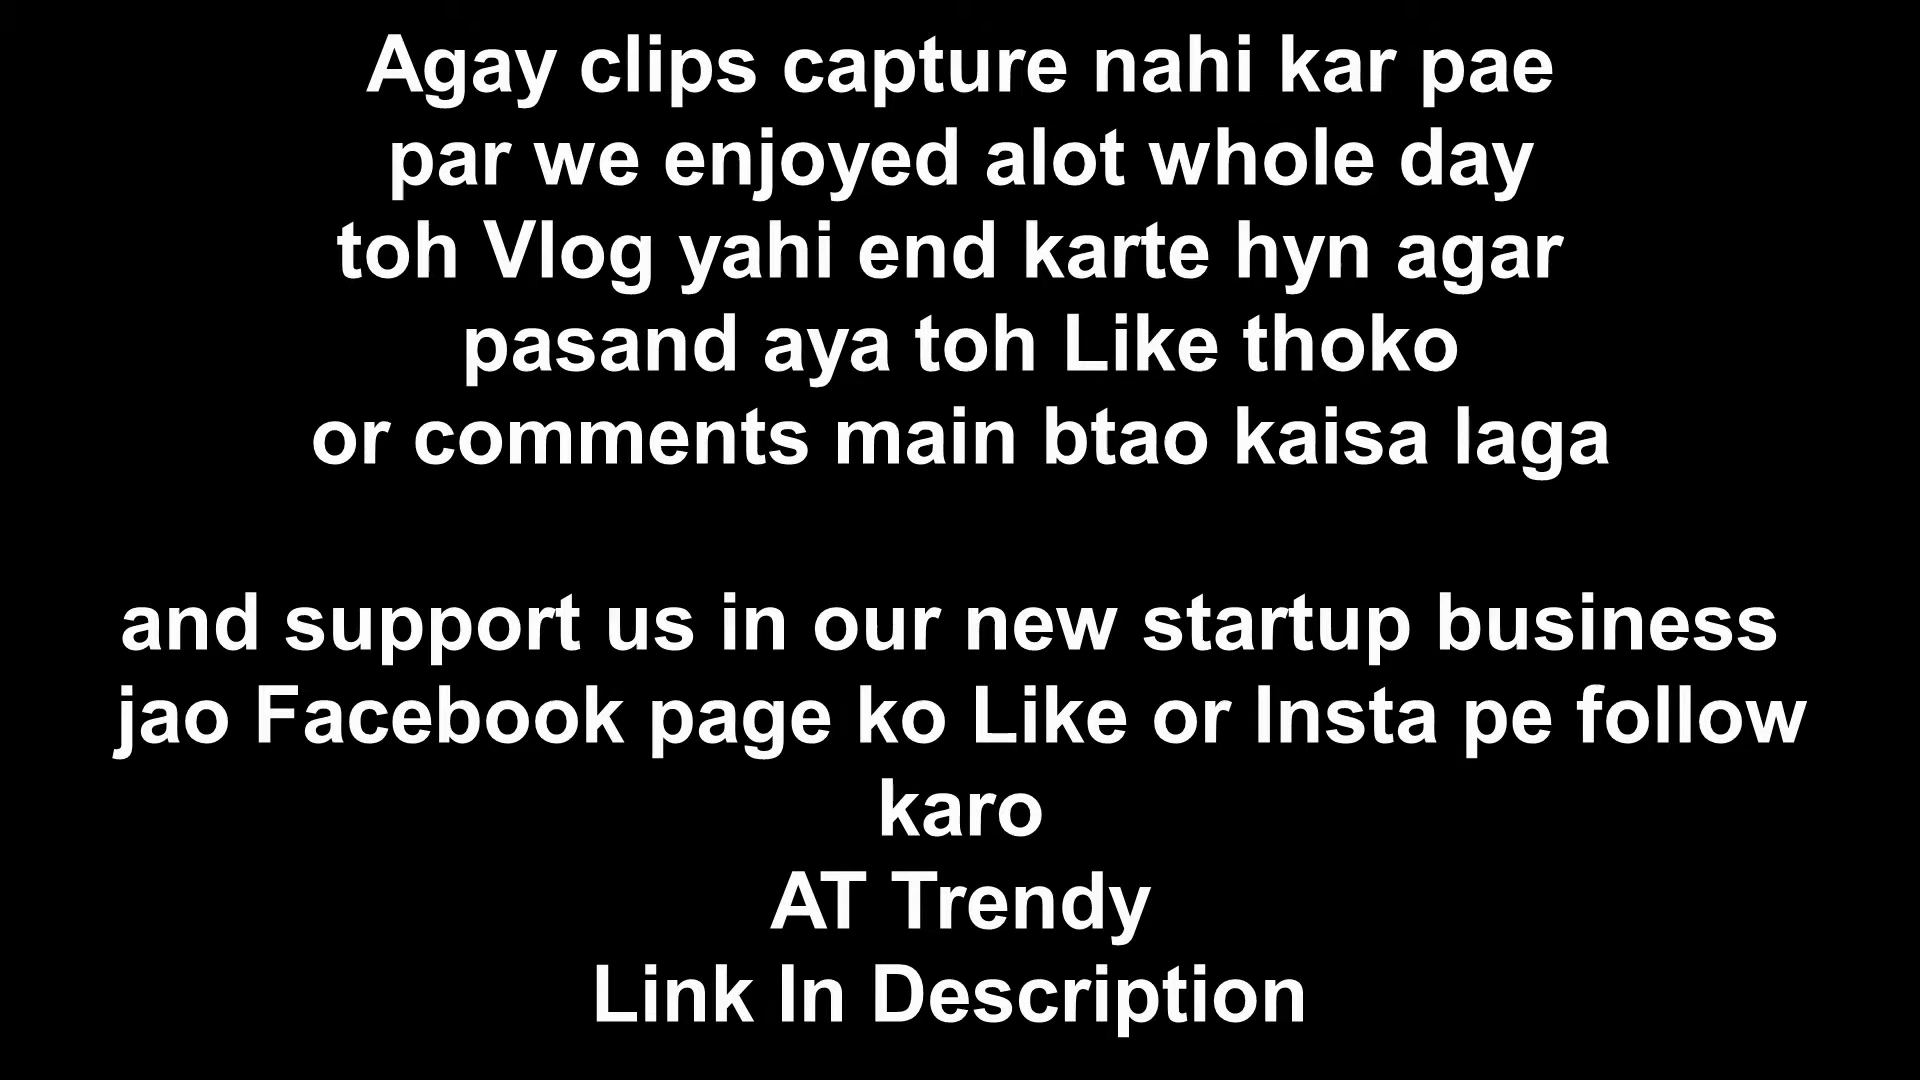 Agay clips capture nahi kar pae
par we enjoyed alot whole day
toh Vlog yahi end karte hyn agar
pasand aya toh Like thoko
or comments main btao kaisa laga
and support us in our new startup business
jao Facebook page ko Like or Insta pe follow
karo
AT Trendy
Link In Description